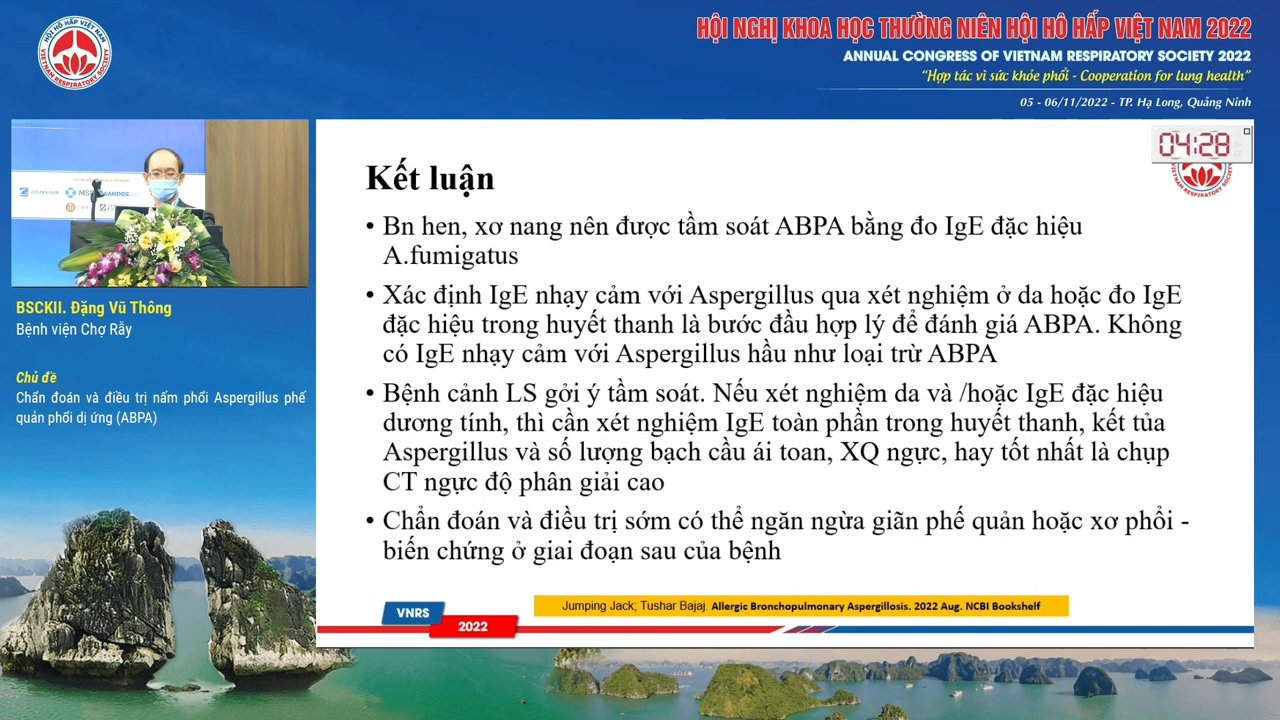 HỘI HÔ HẤP VIỆT NAM
VIETNAM RESPIRATORY SOCIETY
HỘI NGHỊ KHOA HỌC THƯỜNG NIÊN HỘI HÔ HẤP VIỆT NAM 2022
ANNUAL CONGRESS OF VIETNAM RESPIRATORY SOCIETY 2022
“Hợp tác vì sức khỏe phổi - Cooperation for lung health”
05 - 06/11/2022 - TP. Hạ Long, Quảng Ninh
BSCKII. Đặng Vũ Thông
Bệnh viện Chợ Rẫy
Chủ đề
Chẩn đoán và điều trị nấm phổi Aspergillus phế
quản phổi dị ứng (ABPA)
04:28
Kết luận
• Bn hen, xơ nang nên được tầm soát ABPA bằng đo IgE đặc hiệu
A.fumigatus
• Xác định IgE nhạy cảm với Aspergillus qua xét nghiệm ở da hoặc đo IgE
đặc hiệu trong huyết thanh là bước đầu hợp lý để đánh giá ABPA. Không
có IgE nhạy cảm với Aspergillus hầu như loại trừ ABPA
• Bệnh cảnh LS gởi ý tầm soát. Nếu xét nghiệm da và /hoặc IgE đặc hiệu
dương tính, thì cần xét nghiệm IgE toàn phần trong huyết thanh, kết tủa
Aspergillus và số lượng bạch cầu ái toan, XQ ngực, hay tốt nhất là chụp
CT ngực độ phân giải cao
• Chẩn đoán và điều trị sớm có thể ngăn ngừa giãn phế quản hoặc xơ phổi -
biến chứng ở giai đoạn sau của bệnh
Jumping Jack; Tushar Bajaj. Allergic Bronchopulmonary Aspergillosis. 2022 Aug. NCBI Bookshelf
VNRS
2022